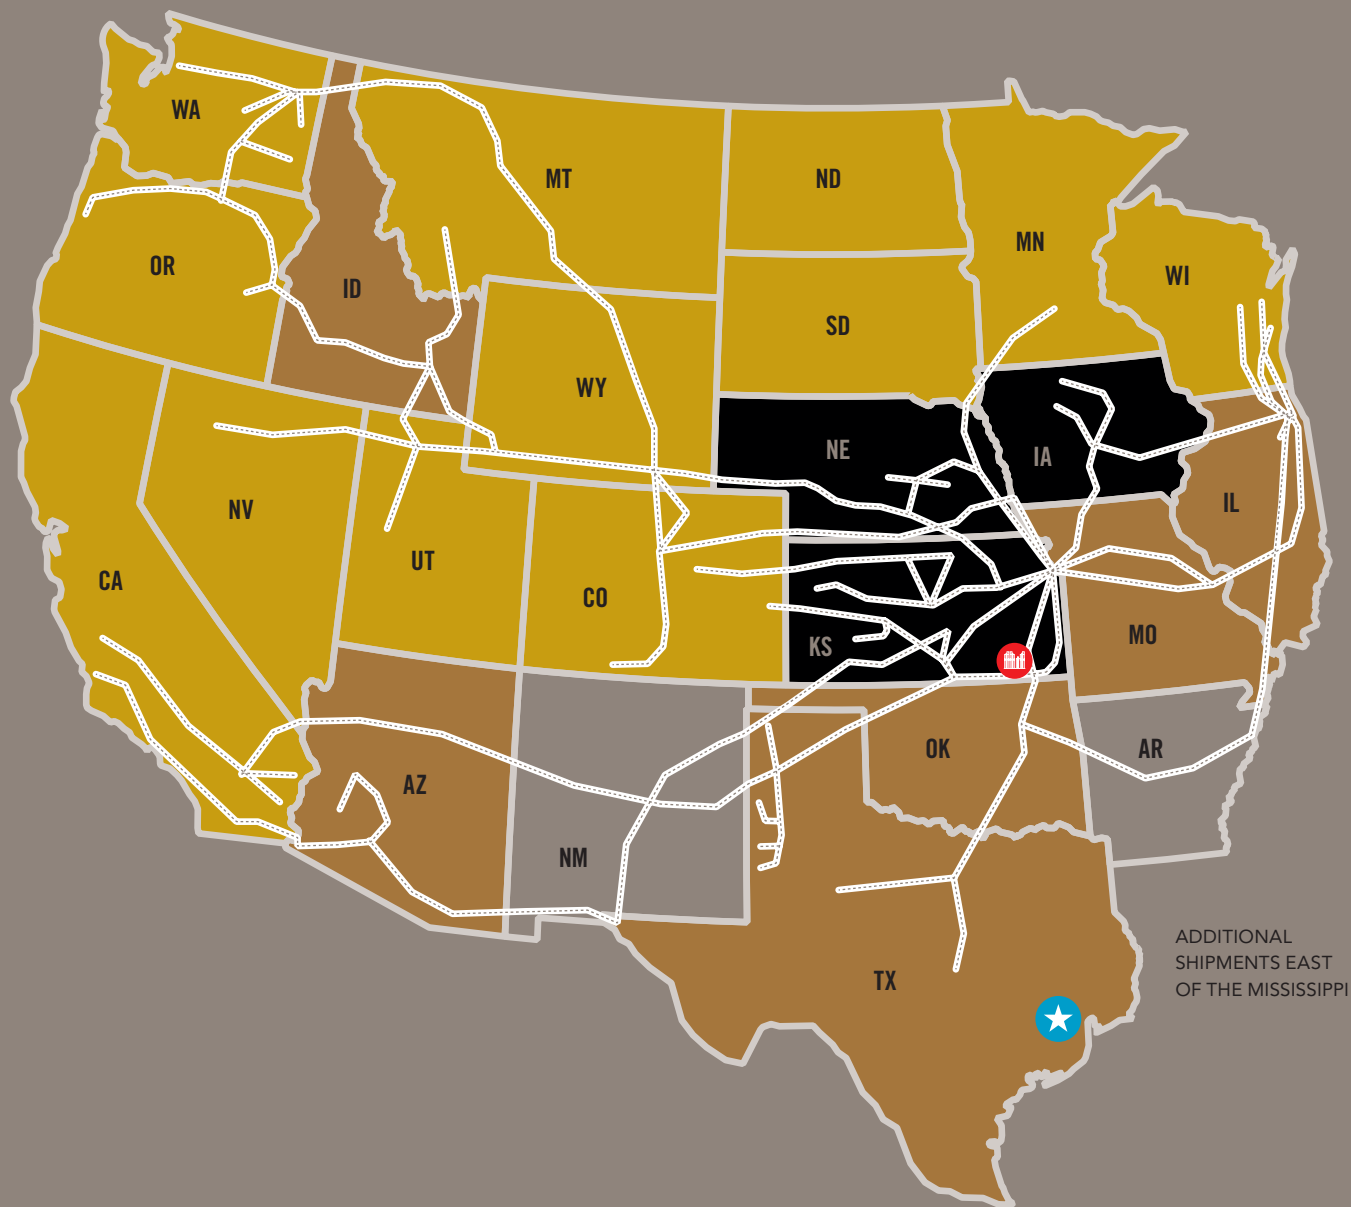 WA
MT
ND
MN
OR
ID
WI
SD
WY
NE
IA
NV
IL
UT
CA
CO
KS
MO
OK
AR
AZ
NM
TX
ADDITIONAL
SHIPMENTS EAST
OF THE MISSISSIPPI